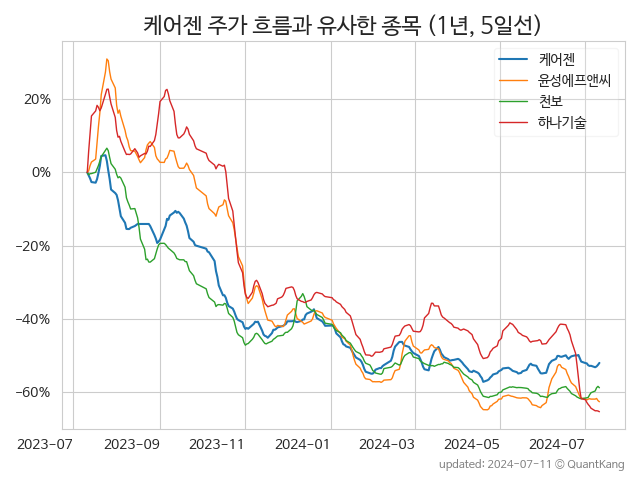 케어젠 주가 흐름과 유사한 종목 (1년, 5일선)
케어젠
윤성에프앤씨
천보
하나기술
20%
0%
−20%
−40%
−60%
2023-07 2023-09 2023-11 2024-01 2024-03 2024-05 2024-07
updated: 2024-07-11 © QuantKang